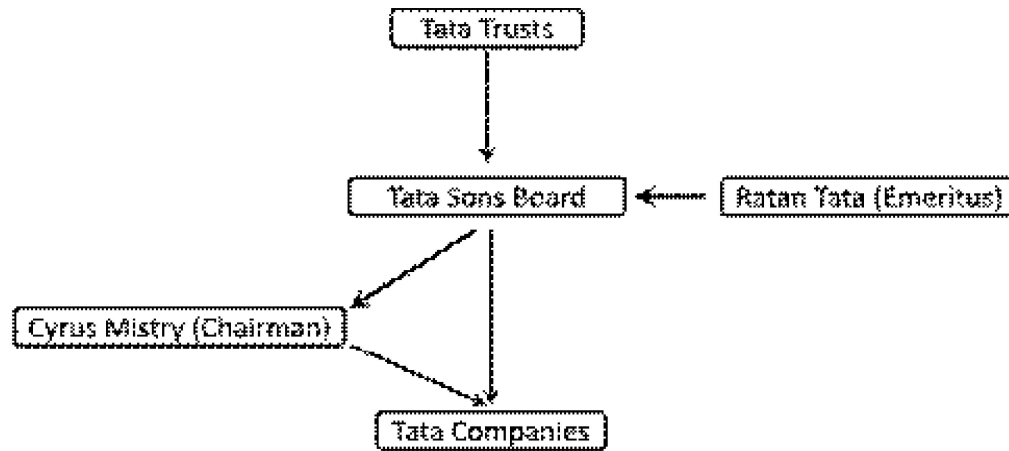 Tata Trusts
Tata Sons Board
Ratan Tata (Emeritus)
Cyrus Mistry (Chairman)
Tata Companies